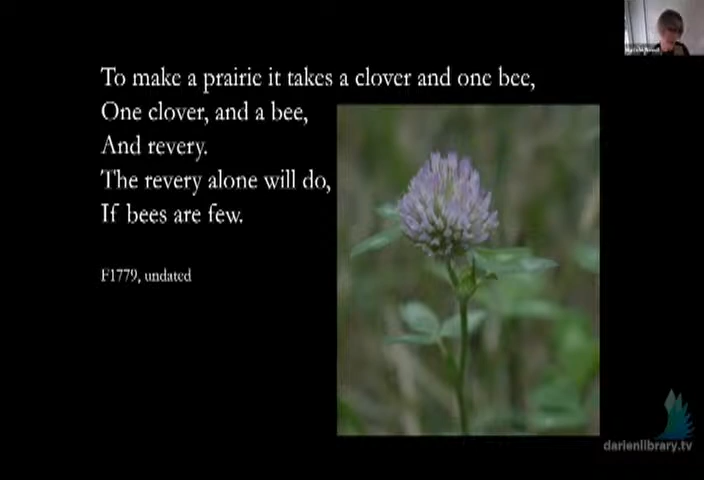 To make a prairie it takes a clover and one bee,
One clover, and a bee,
And revery.
The revery alone will do,
If bees are few.
F1779, undated
darienlibrary.tv